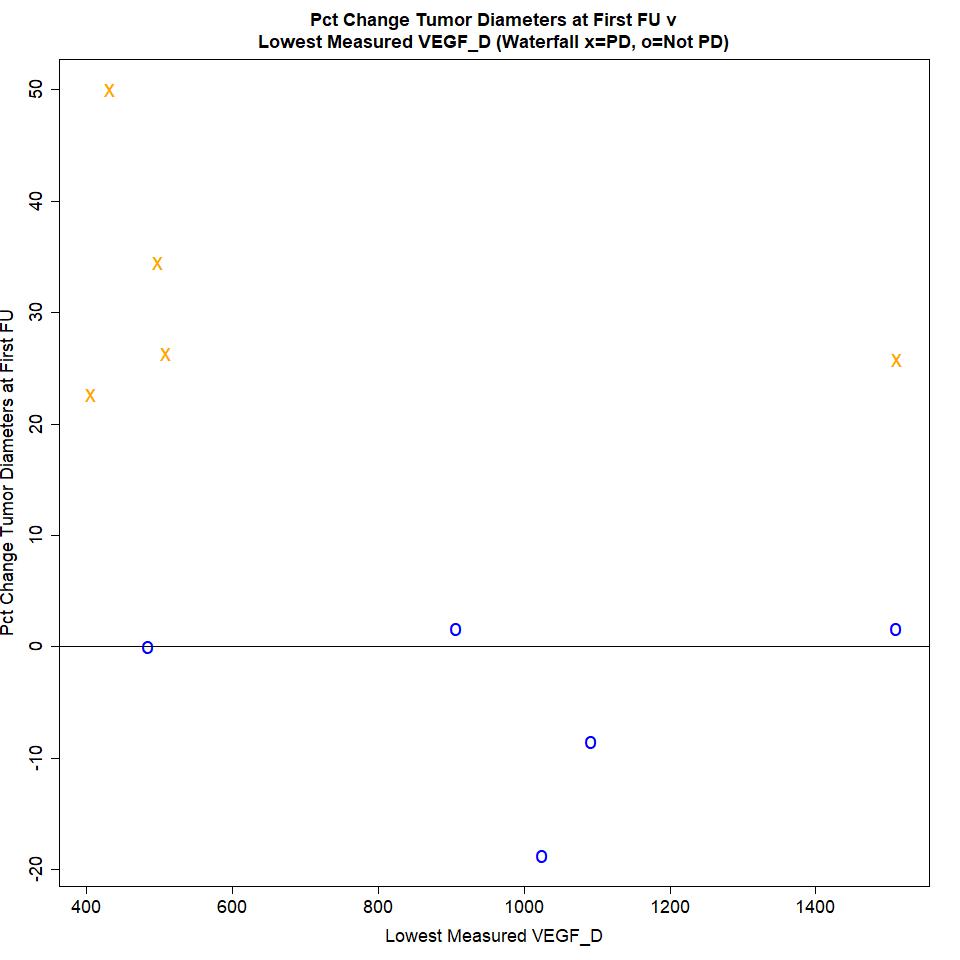 Pct Change Tumor Diameters at First FU v
Lowest Measured VEGF_D (Waterfall x=PD, o=Not PD)
Pct Change Tumor Diameters at First FU
50
40
30
20
10
0
-10
-20
x
x
x
x
x
o
o
o
o
o
400
600
800
1000
1200
1400
Lowest Measured VEGF_D